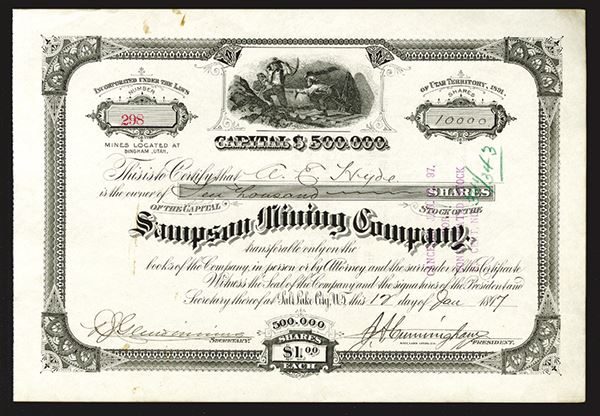 INCORPORATED UNDER THE LAWS
OF UTAH TERRITORY, 1891.
NUMBER
298
SHARES
10000
MINES LOCATED AT
BINGHAM, UTAH.
CAPITAL $ 500.000.
343
This is to Certify that A. E. Hyde
is the owner of Ten Thousand SHARES
OF THE CAPITAL STOCK OF THE
Sampson Mining Company,
transferable only on the
books of the Company, in person or by Attorney and the surrender of this Certificate
Witness the Seal of the Company and the signatures of the President and
Secretary thereof at Salt Lake City, U.T. this 12 day of Jan 1897
SECRETARY.
500.000
SHARES
$1.00
EACH
Cunningham
PRESIDENT.